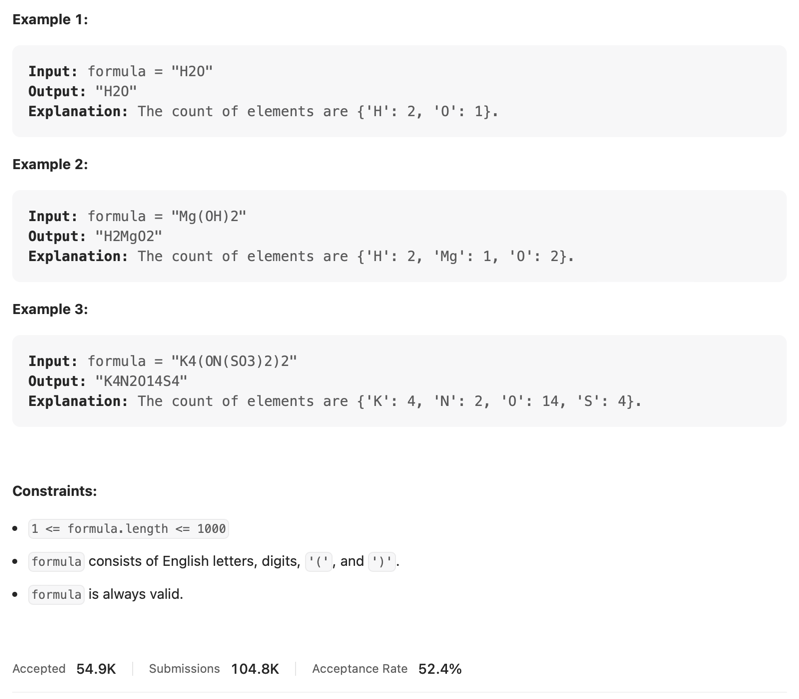 Example 1:
Input: formula = "H2O"
Output: "H2O"
Explanation: The count of elements are {'H': 2, 'O': 1}.
Example 2:
Input: formula = "Mg(OH)2"
Output: "H2MgO2"
Explanation: The count of elements are {'H': 2, 'Mg': 1, 'O': 2}.
Example 3:
Input: formula = "K4(ON(SO3)2)2"
Output: "K4N2O14S4"
Explanation: The count of elements are {'K': 4, 'N': 2, 'O': 14, 'S': 4}.
Constraints:
• 1 <= formula.length <= 1000
• formula consists of English letters, digits, '(', and ')'.
• formula is always valid.
Accepted 54.9K Submissions 104.8K Acceptance Rate 52.4%